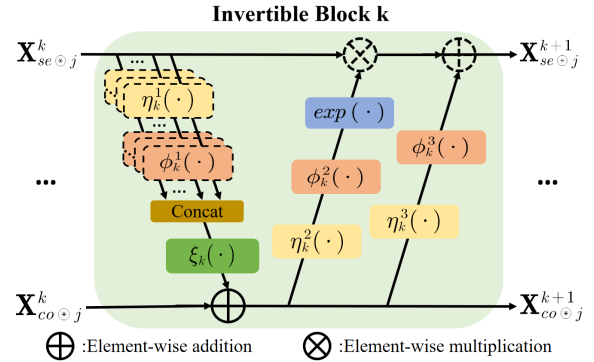 Invertible Block k
X^k_{se⊛j}
X^{k+1}_{se⊛j}
...
η^1_k(·)
exp(·)
...
ϕ^1_k(·)
ϕ^2_k(·)
ϕ^3_k(·)
...
...
...
Concat
η^2_k(·)
η^3_k(·)
ξ_k(·)
X^k_{co⊛j}
X^{k+1}_{co⊛j}
:Element-wise addition
:Element-wise multiplication